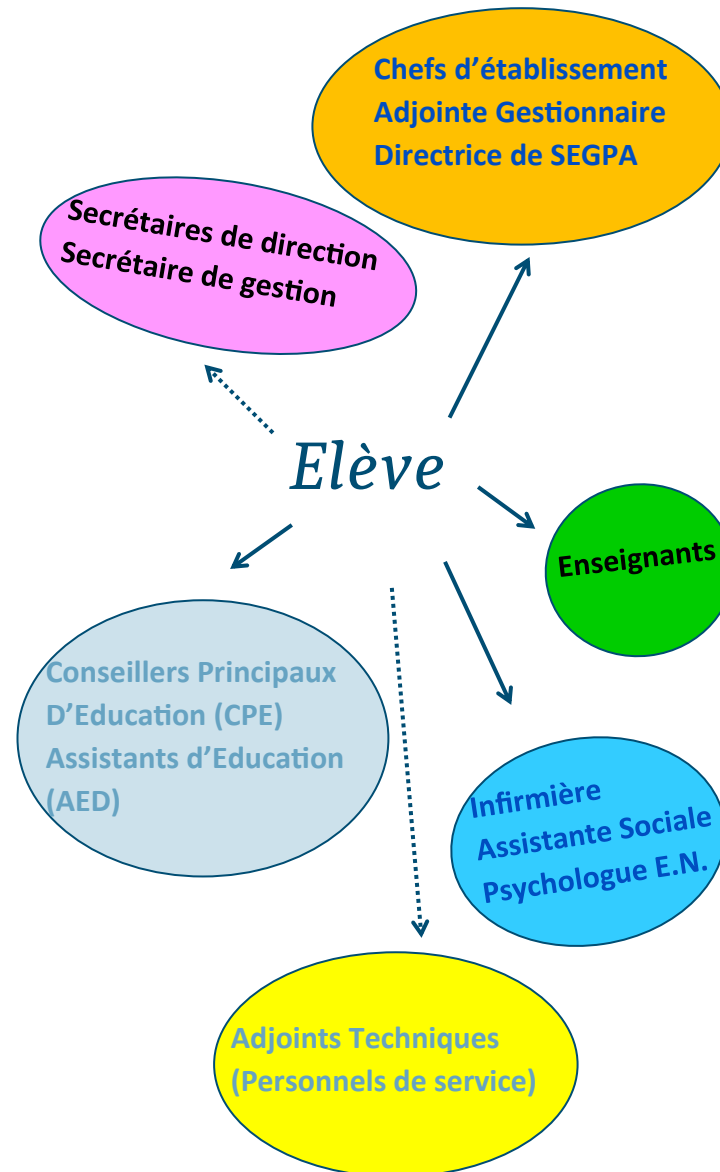 Chefs d'établissement
Adjointe Gestionnaire
Directrice de SEGPA
Secrétaires de direction
Secrétaire de gestion
Elève
Enseignants
Conseillers Principaux
D'Education (CPE)
Assistants d'Education
(AED)
Infirmière
Assistante Sociale
Psychologue E.N.
Adjoints Techniques
(Personnels de service)